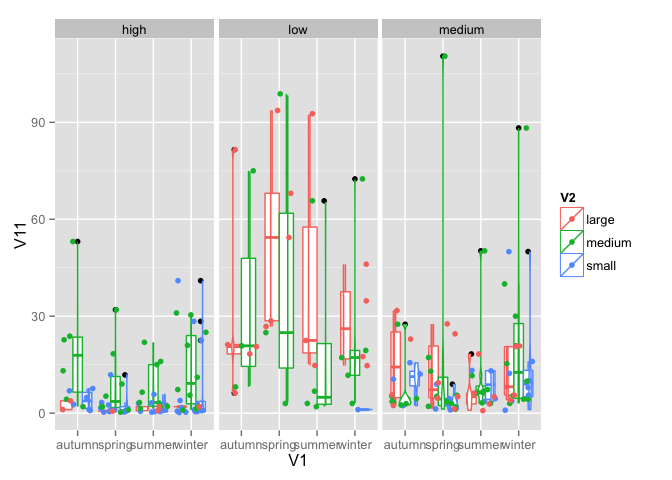 high low medium
90
60
30
0
V11
autumn spring summer winter autumn spring summer winter autumn spring summer winter
V1
V2
large
medium
small